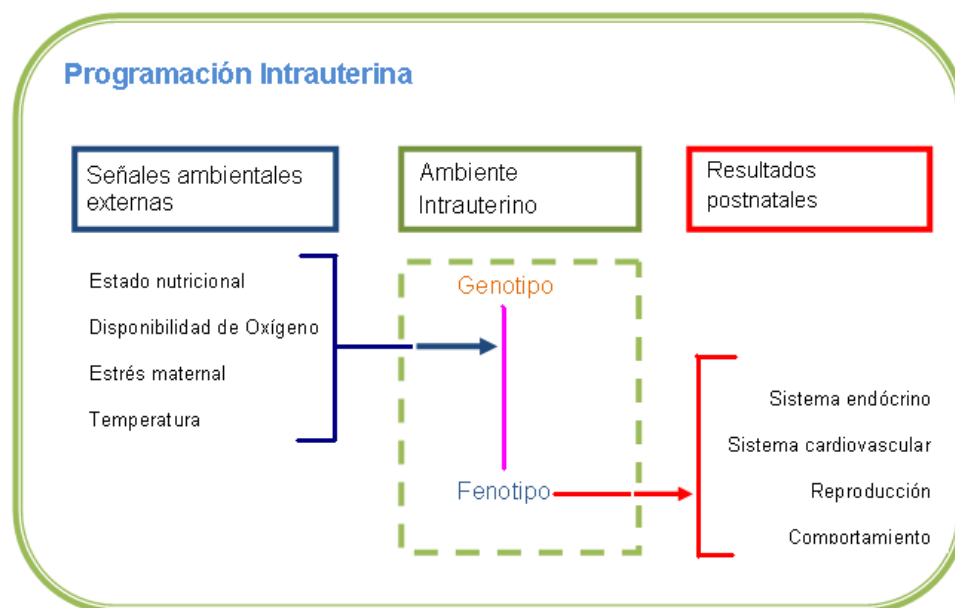 Programación Intrauterina
Señales ambientales
externas
Ambiente
Intrauterino
Resultados
postnatales
Estado nutricional
Disponibilidad de Oxígeno
Estrés maternal
Temperatura
Genotipo
Fenotipo
Sistema endócrino
Sistema cardiovascular
Reproducción
Comportamiento